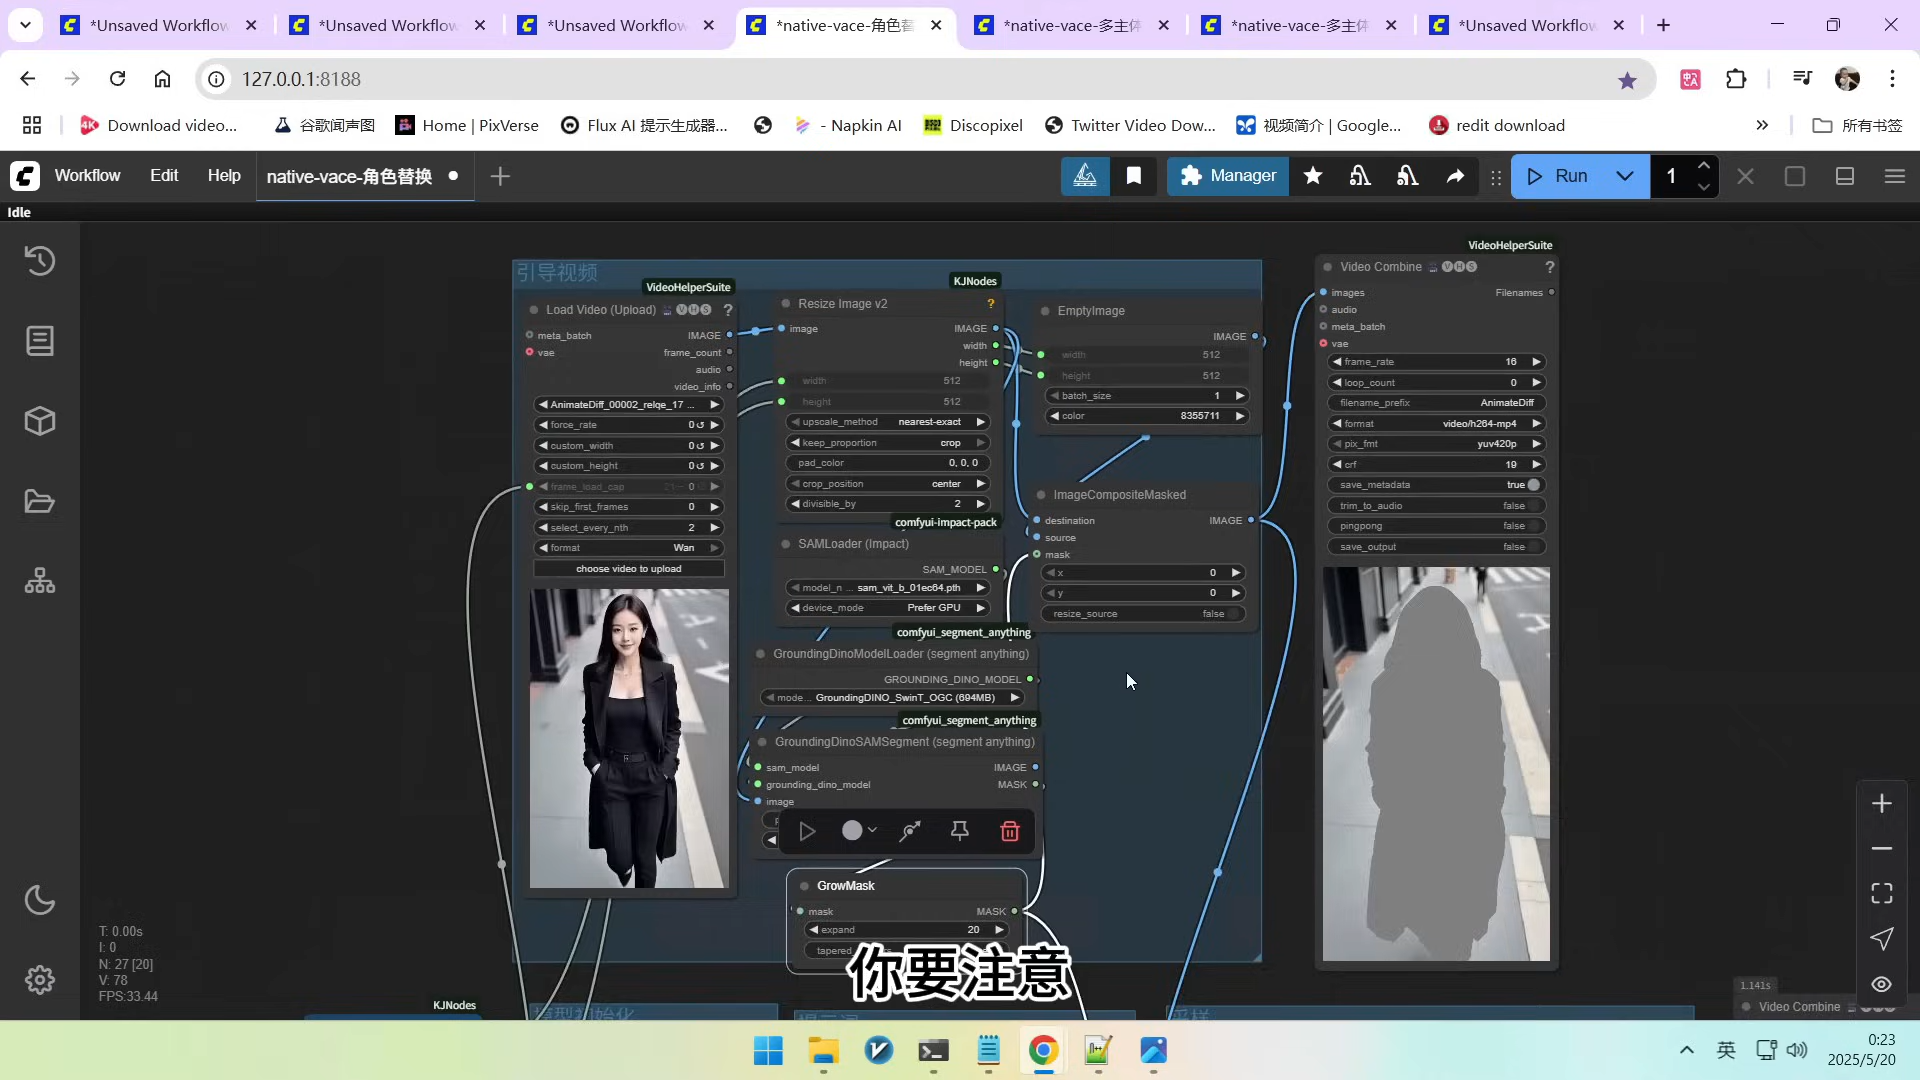 *Unsaved Workflow
*Unsaved Workflow
*Unsaved Workflow
*native-vace-角色替
*native-vace-多主体
*native-vace-多主体
*Unsaved Workflow
127.0.0.1:8188
Download video...
谷歌闻声图
Home | PixVerse
Flux AI 提示生成器...
- Napkin AI
Discopixel
Twitter Video Dow...
视频简介 | Google...
redit download
所有书签
Workflow
Edit
Help
native-vace-角色替换
Manager
Run
1
Idle
引导视频
VideoHelperSuite
Load Video (Upload)
VHS
?
meta_batch
IMAGE
vae
frame_count
audio
video_info
AnimateDiff_00002_relqe_17 ...
force_rate 0
custom_width 0
custom_height 0
frame_load_cap
skip_first_frames 0
select_every_nth 2
format Wan
choose video to upload
KJNodes
Resize Image v2
?
image
IMAGE
width
height
width 512
height 512
upscale_method nearest-exact
keep_proportion crop
pad_color 0, 0, 0
crop_position center
divisible_by 2
comfyui-impact-pack
SAMLoader (Impact)
SAM_MODEL
model_n ... sam_vit_b_01ec64.pth
device_mode Prefer GPU
comfyui_segment_anything
GroundingDinoModelLoader (segment anything)
GROUNDING_DINO_MODEL
mode... GroundingDINO_SwinT_OGC (694MB)
comfyui_segment_anything
GroundingDinoSAMSegment (segment anything)
sam_model
IMAGE
grounding_dino_model
MASK
image
GrowMask
mask
MASK
expand 20
tapered
EmptyImage
IMAGE
width 512
height 512
batch_size 1
color 8355711
ImageCompositeMasked
destination
IMAGE
source
mask
x 0
y 0
resize_source false
VideoHelperSuite
Video Combine
VHS
?
images
Filenames
audio
meta_batch
vae
frame_rate 16
loop_count 0
filename_prefix AnimateDiff
format video/h264-mp4
pix_fmt yuv420p
crf 19
save_metadata true
trim_to_audio false
pingpong false
save_output false
T: 0.00s
I: 0
N: 27 [20]
V: 78
FPS:33.44
KJNodes
你要注意
1.141s
Video Combine
英
0:23
2025/5/20